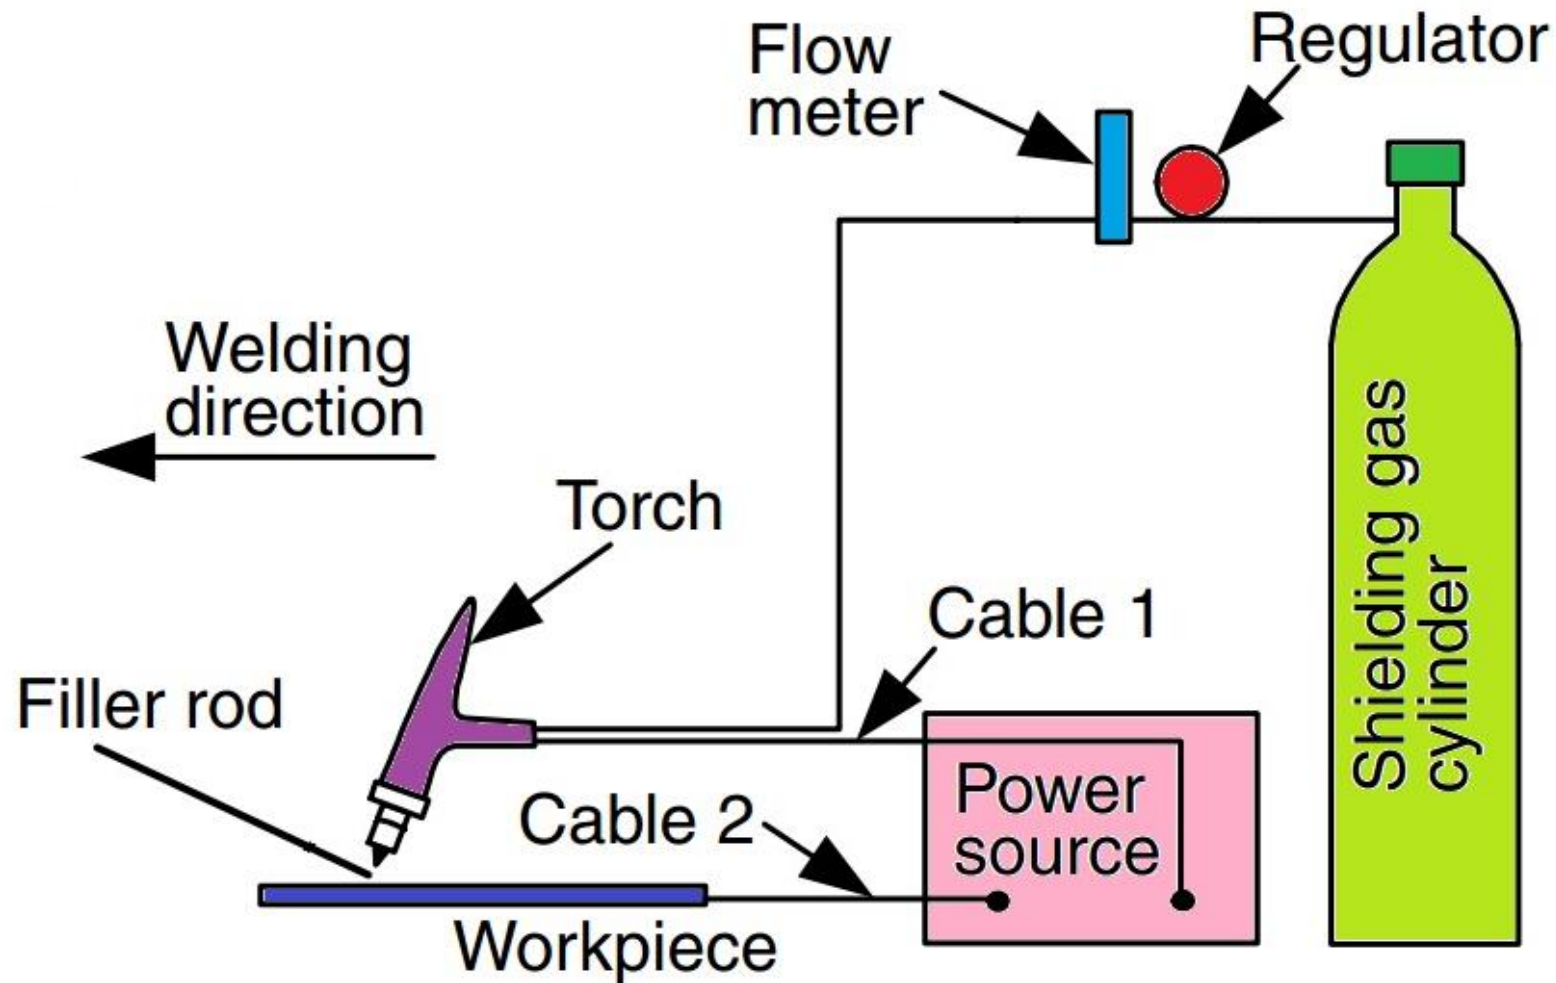 Flow
meter
Regulator
Welding
direction
Torch
Cable 1
Filler rod
Power
source
Cable 2
Workpiece
Shielding gas
cylinder